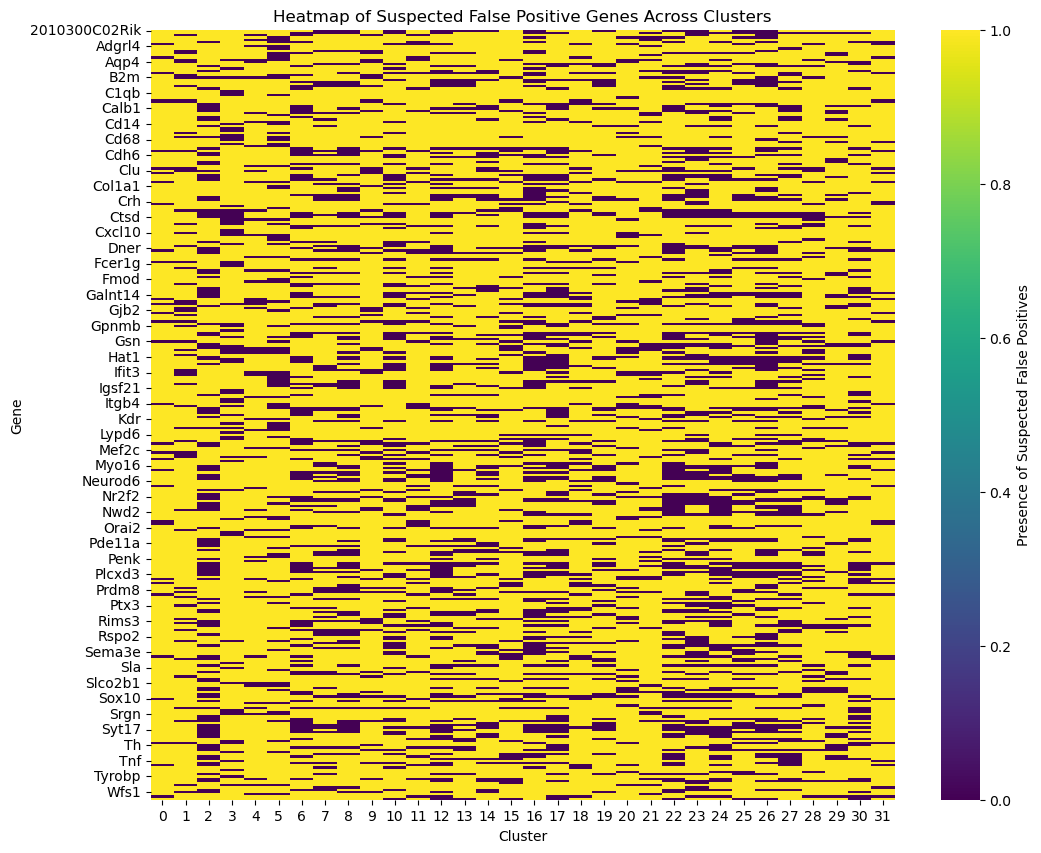 Heatmap of Suspected False Positive Genes Across Clusters
2010300C02Rik
Adgrl4
Aqp4
B2m
C1qb
Calb1
Cd14
Cd68
Cdh6
Clu
Col1a1
Crh
Ctsd
Cxcl10
Dner
Fcer1g
Fmod
Galnt14
Gjb2
Gpnmb
Gsn
Hat1
Ifit3
Igsf21
Itgb4
Kdr
Lypd6
Mef2c
Myo16
Neurod6
Nr2f2
Nwd2
Orai2
Pde11a
Penk
Plcxd3
Prdm8
Ptx3
Rims3
Rspo2
Sema3e
Sla
Slco2b1
Sox10
Srgn
Syt17
Th
Tnf
Tyrobp
Wfs1
Gene
0 1 2 3 4 5 6 7 8 9 10 11 12 13 14 15 16 17 18 19 20 21 22 23 24 25 26 27 28 29 30 31
Cluster
1.0
0.8
0.6
0.4
0.2
0.0
Presence of Suspected False Positives